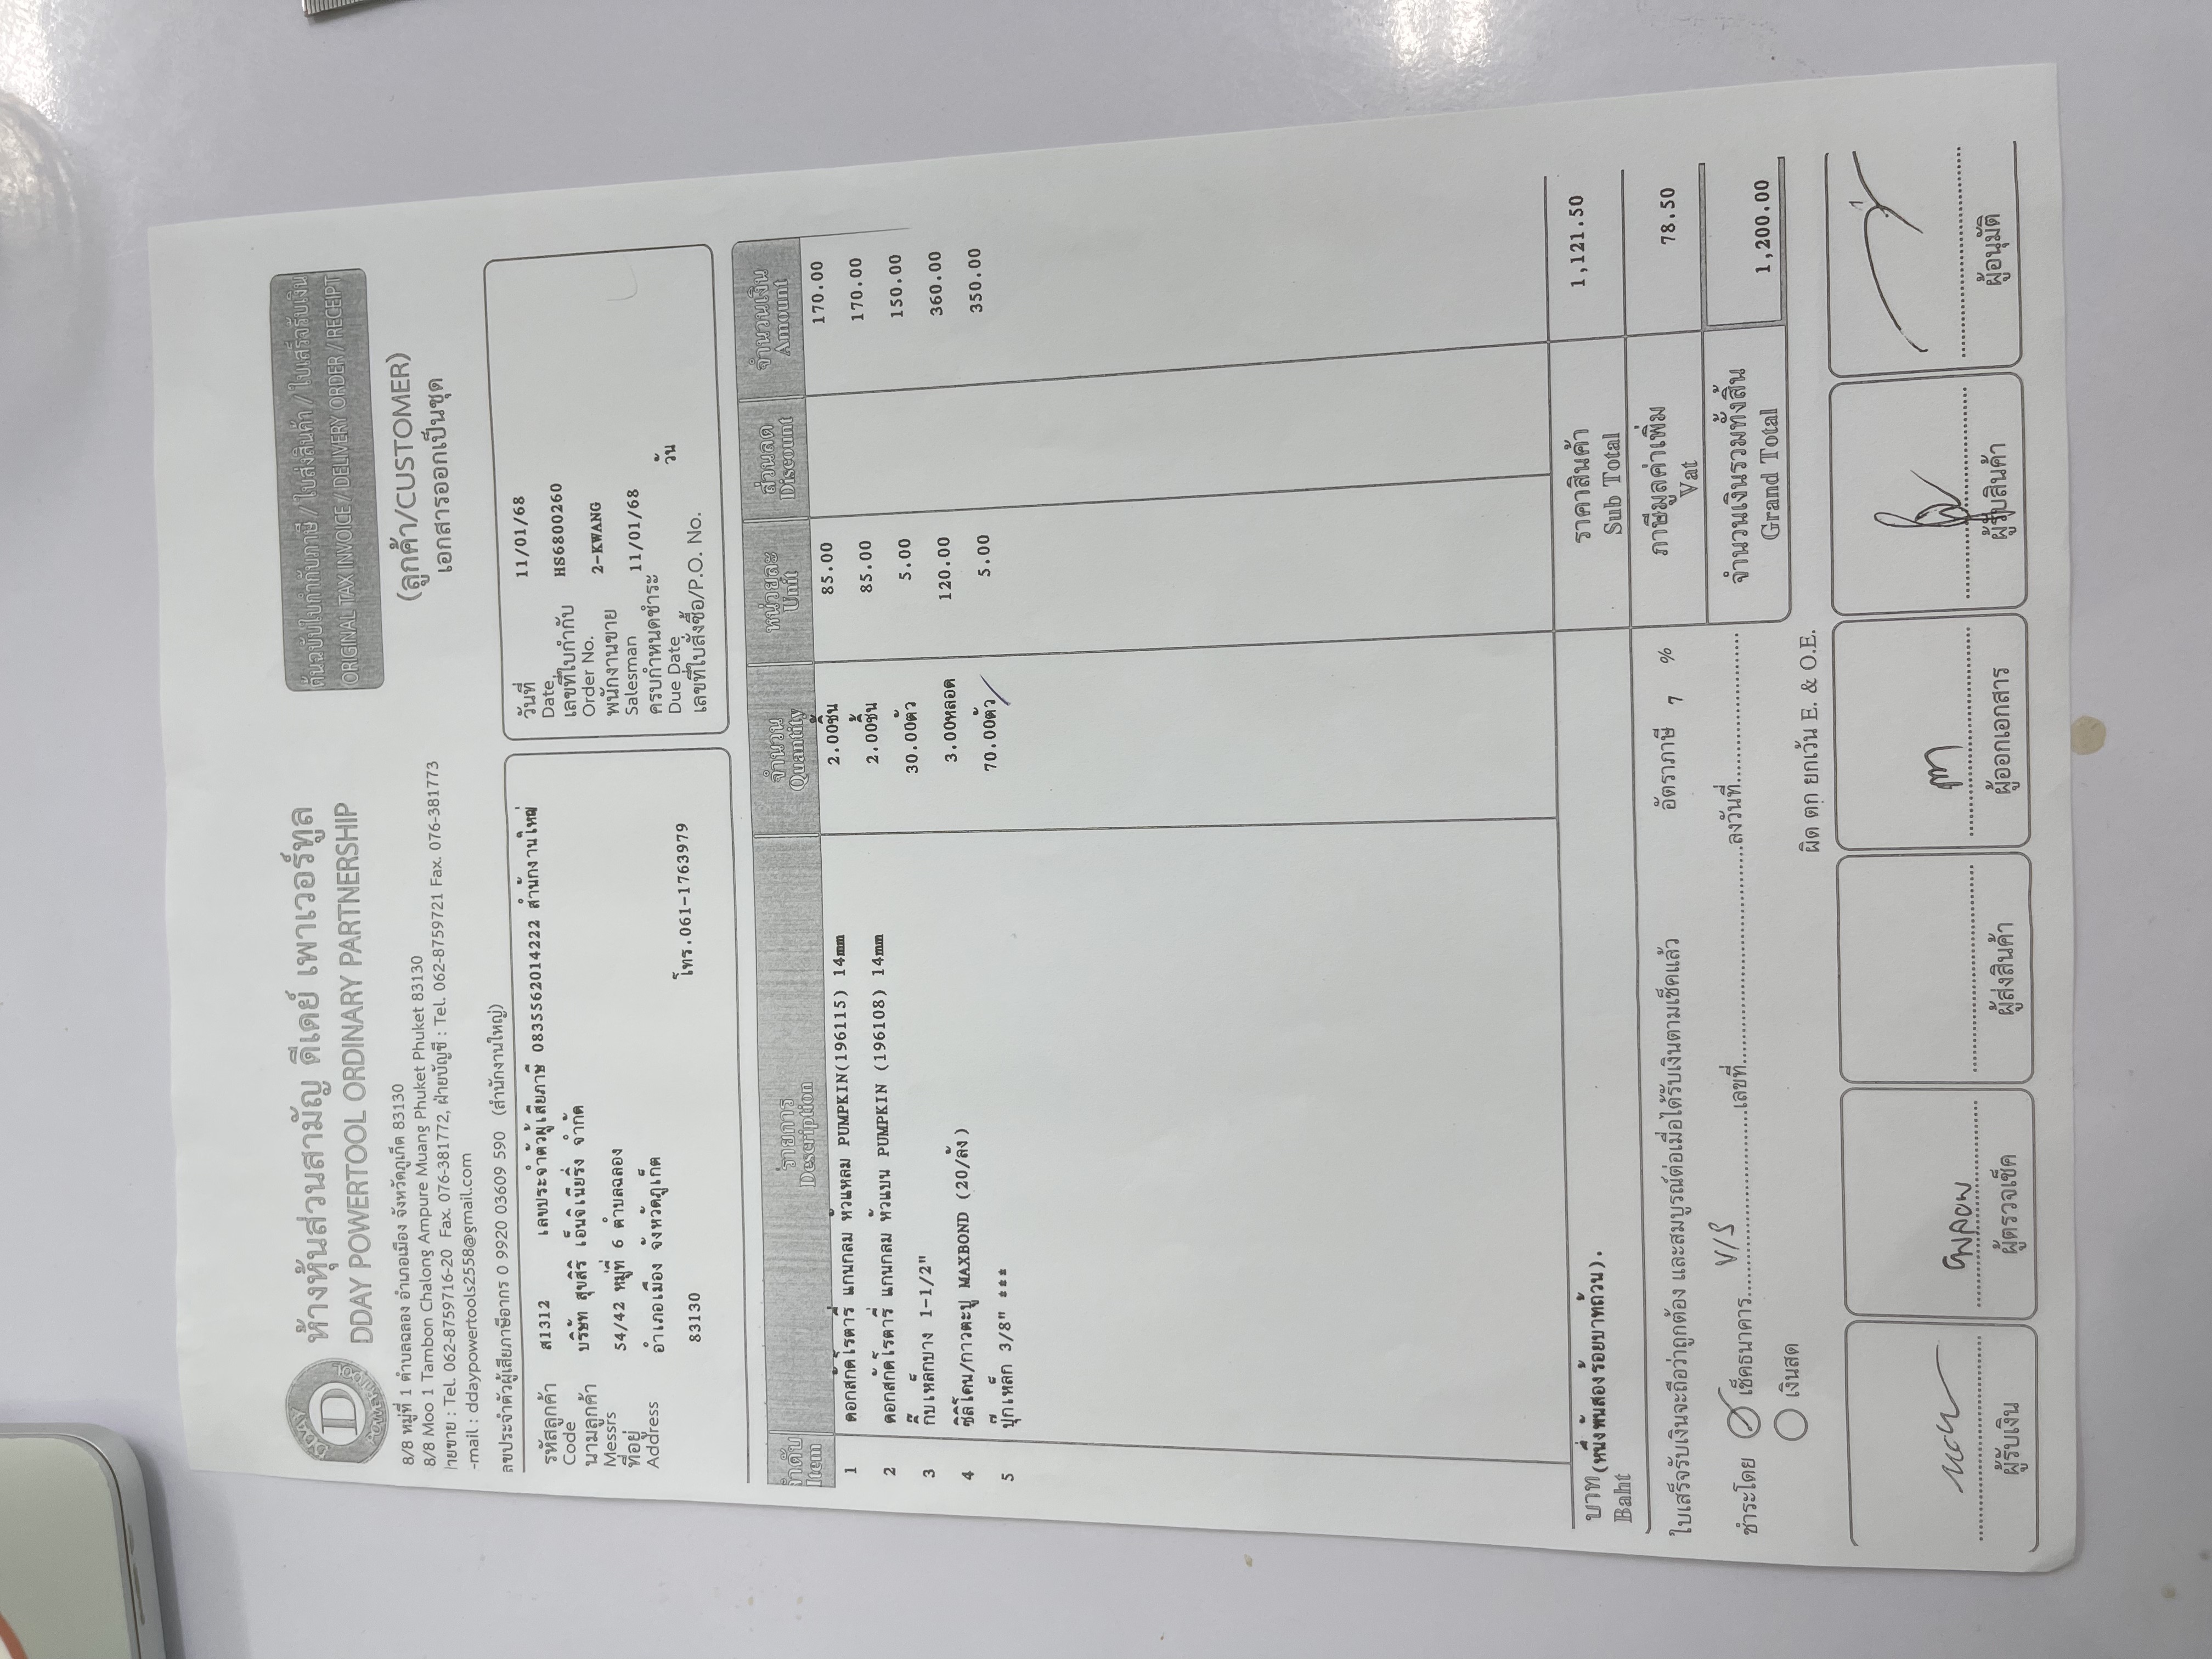 DDAY
D
POWERTOOL
ห้างหุ้นส่วนสามัญ ดีเดย์ เพาเวอร์ทูล
DDAY POWERTOOL ORDINARY PARTNERSHIP
ต้นฉบับใบกำกับภาษี / ใบส่งสินค้า / ใบเสร็จรับเงิน
ORIGINAL TAX INVOICE / DELIVERY ORDER / RECEIPT
8/8 หมู่ที่ 1 ตำบลฉลอง อำเภอเมือง จังหวัดภูเก็ต 83130
8/8 Moo 1 Tambon Chalong Ampure Muang Phuket Phuket 83130
ายขาย : Tel. 062-8759716-20 Fax. 076-381772, ฝ่ายบัญชี : Tel. 062-8759721 Fax. 076-381773
-mail : ddaypowertools2558@gmail.com
ลขประจำตัวผู้เสียภาษีอากร 0 9920 03609 590 (สำนักงานใหญ่)
(ลูกค้า/CUSTOMER)
เอกสารออกเป็นชุด
รหัสลูกค้า ส1312 เลขประจำตัวผู้เสียภาษี 0835562014222 สำนักงานใหญ่
Code
นามลูกค้า บริษัท สุขสิริ เอ็นจิเนียริ่ง จำกัด
Messrs
ที่อยู่ 54/42 หมู่ที่ 6 ตำบลฉลอง
Address อำเภอเมือง จังหวัดภูเก็ต
83130 โทร.061-1763979
วันที่ 11/01/68
Date
เลขที่ใบกำกับ HS6800260
Order No.
พนักงานขาย 2-KWANG
Salesman
ครบกำหนดชำระ 11/01/68
Due Date วัน
เลขที่ใบสั่งซื้อ/P.O. No.
ลำดับ รายการ จำนวน หน่วยละ ส่วนลด จำนวนเงิน
Item Description Quantity Unit Discount Amount
1 ดอกสกัดโรตารี่ แกนกลม หัวแหลม PUMPKIN(196115) 14mm 2.00ชิ้น 85.00 170.00
2 ดอกสกัดโรตารี่ แกนกลม หัวแบน PUMPKIN (196108) 14mm 2.00ชิ้น 85.00 170.00
3 กิ๊บเหล็กบาง 1-1/2" 30.00ตัว 5.00 150.00
4 ซิลิโคน/กาวตะปู MAXBOND (20/ลัง) 3.00หลอด 120.00 360.00
5 ปุ๊กเหล็ก 3/8" *** 70.00ตัว 5.00 350.00
บาท (หนึ่งพันสองร้อยบาทถ้วน).
Baht
ราคาสินค้า 1,121.50
Sub Total
ใบเสร็จรับเงินจะถือว่าถูกต้อง และสมบูรณ์ต่อเมื่อได้รับเงินตามเช็คแล้ว อัตราภาษี 7 %
ภาษีมูลค่าเพิ่ม 78.50
Vat
ชำระโดย เช็คธนาคาร V/S เลขที่ ลงวันที่
เงินสด
จำนวนเงินรวมทั้งสิ้น 1,200.00
Grand Total
ผิด ตก ยกเว้น E. & O.E.
ผู้รับเงิน ผู้ตรวจเช็ค ผู้ส่งสินค้า ผู้ออกเอกสาร ผู้รับสินค้า ผู้อนุมัติ